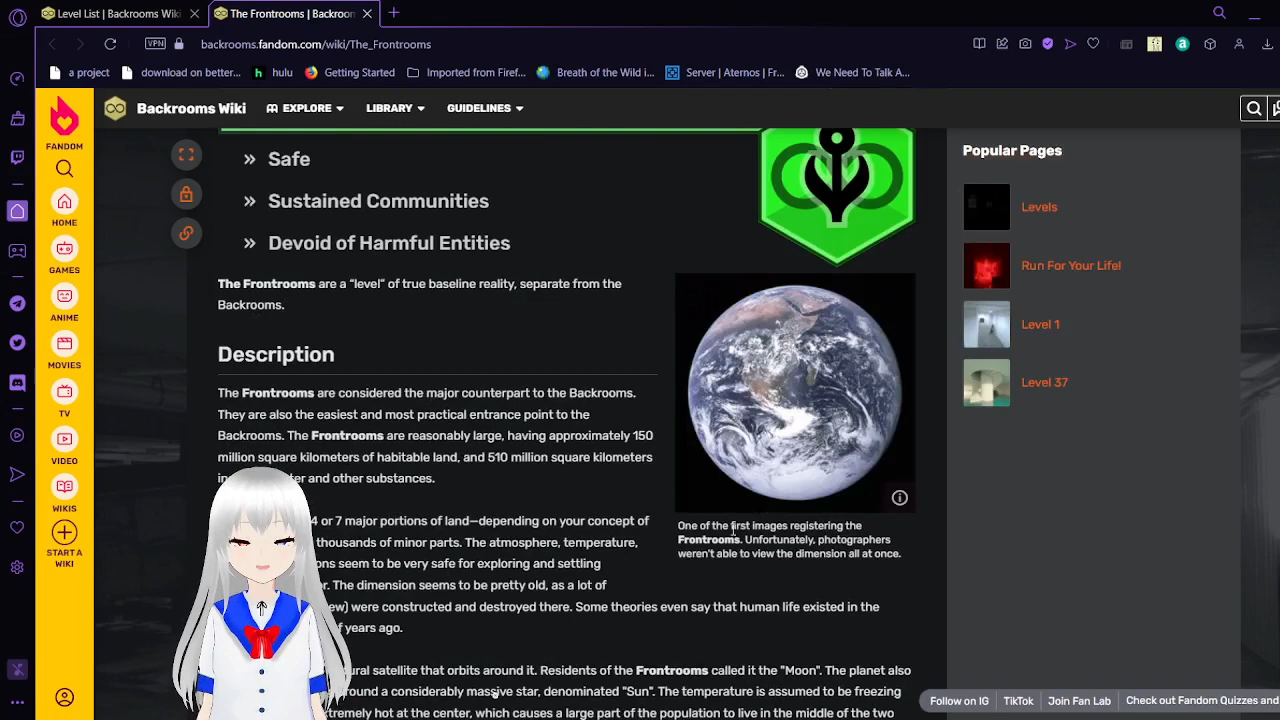 Level List | Backrooms Wiki
The Frontrooms | Backroon
VPN
backrooms.fandom.com/wiki/The_Frontrooms
a project
download on better...
hulu
Getting Started
Imported from Firef...
Breath of the Wild i...
Server | Aternos | Fr...
We Need To Talk A...
FANDOM
HOME
GAMES
ANIME
MOVIES
TV
VIDEO
WIKIS
START A
WIKI
Backrooms Wiki
EXPLORE
LIBRARY
GUIDELINES
» Safe
» Sustained Communities
» Devoid of Harmful Entities
The Frontrooms are a “level” of true baseline reality, separate from the
Backrooms.
Description
The Frontrooms are considered the major counterpart to the Backrooms.
They are also the easiest and most practical entrance point to the
Backrooms. The Frontrooms are reasonably large, having approximately 150
million square kilometers of habitable land, and 510 million square kilometers
and other substances.
4 or 7 major portions of land—depending on your concept of
thousands of minor parts. The atmosphere, temperature,
seem to be very safe for exploring and settling
The dimension seems to be pretty old, as a lot of
were constructed and destroyed there. Some theories even say that human life existed in the
of years ago.
satellite that orbits around it. Residents of the Frontrooms called it the "Moon". The planet also
around a considerably massive star, denominated "Sun". The temperature is assumed to be freezing
extremely hot at the center, which causes a large part of the population to live in the middle of the two
One of the first images registering the
Frontrooms. Unfortunately, photographers
weren't able to view the dimension all at once.
Popular Pages
Levels
Run For Your Life!
Level 1
Level 37
Follow on IG
TikTok
Join Fan Lab
Check out Fandom Quizzes and